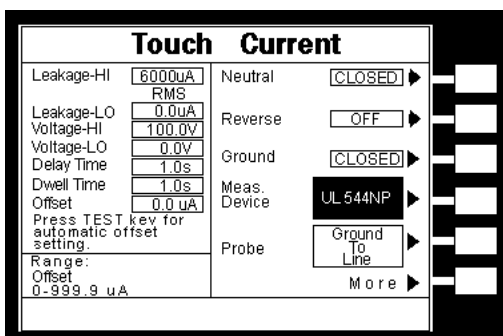 Touch Current
Leakage-HI 6000uA
RMS
Leakage-LO 0.0uA
Voltage-HI 100.0V
Voltage-LO 0.0V
Delay Time 1.0s
Dwell Time 1.0s
Offset 0.0 uA
Press TEST key for
automatic offset
setting.
Range:
Offset
0-999.9 uA
Neutral CLOSED
Reverse OFF
Ground CLOSED
Meas.
Device UL544NP
Probe Ground
To
Line
More